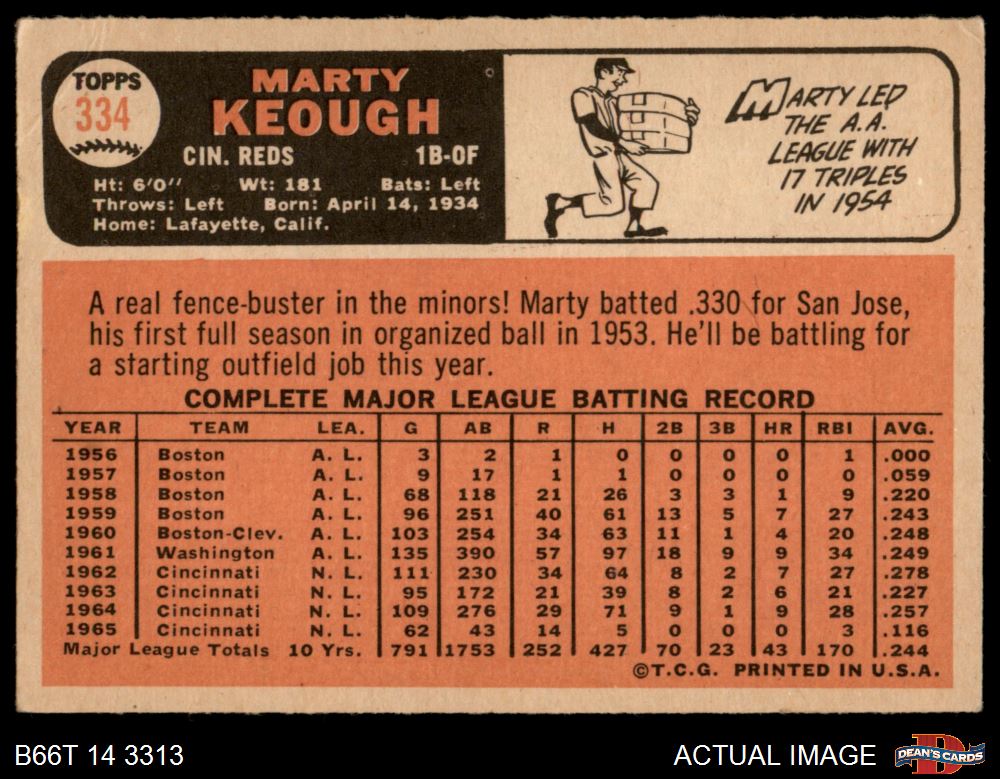 TOPPS
334
MARTY
KEOUGH
CIN. REDS 1B-OF
Ht: 6'0" Wt: 181 Bats: Left
Throws: Left Born: April 14, 1934
Home: Lafayette, Calif.
MARTY LED
THE A.A.
LEAGUE WITH
17 TRIPLES
IN 1954
A real fence-buster in the minors! Marty batted .330 for San Jose,
his first full season in organized ball in 1953. He'll be battling for
a starting outfield job this year.
COMPLETE MAJOR LEAGUE BATTING RECORD
YEAR TEAM LEA. G AB R H 2B 3B HR RBI AVG.
1956 Boston A. L. 3 2 1 0 0 0 0 1 .000
1957 Boston A. L. 9 17 1 1 0 0 0 0 .059
1958 Boston A. L. 68 118 21 26 3 3 1 9 .220
1959 Boston A. L. 96 251 40 61 13 5 7 27 .243
1960 Boston-Clev. A. L. 103 254 34 63 11 1 4 20 .248
1961 Washington A. L. 135 390 57 97 18 9 9 34 .249
1962 Cincinnati N. L. 111 230 34 64 8 2 7 27 .278
1963 Cincinnati N. L. 95 172 21 39 8 2 6 21 .227
1964 Cincinnati N. L. 109 276 29 71 9 1 9 28 .257
1965 Cincinnati N. L. 62 43 14 5 0 0 0 3 .116
Major League Totals 10 Yrs. 791 1753 252 427 70 23 43 170 .244
©T.C.G. PRINTED IN U.S.A.
B66T 14 3313 ACTUAL IMAGE DEAN'S CARDS